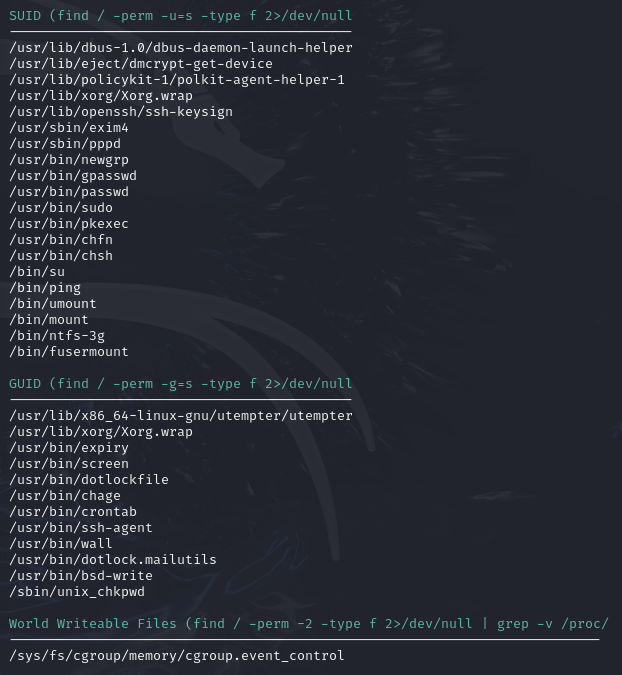 SUID (find / -perm -u=s -type f 2>/dev/null
/usr/lib/dbus-1.0/dbus-daemon-launch-helper
/usr/lib/eject/dmcrypt-get-device
/usr/lib/policykit-1/polkit-agent-helper-1
/usr/lib/xorg/Xorg.wrap
/usr/lib/openssh/ssh-keysign
/usr/sbin/exim4
/usr/sbin/pppd
/usr/bin/newgrp
/usr/bin/gpasswd
/usr/bin/passwd
/usr/bin/sudo
/usr/bin/pkexec
/usr/bin/chfn
/usr/bin/chsh
/bin/su
/bin/ping
/bin/umount
/bin/mount
/bin/ntfs-3g
/bin/fusermount
GUID (find / -perm -g=s -type f 2>/dev/null
/usr/lib/x86_64-linux-gnu/utempter/utempter
/usr/lib/xorg/Xorg.wrap
/usr/bin/expiry
/usr/bin/screen
/usr/bin/dotlockfile
/usr/bin/chage
/usr/bin/crontab
/usr/bin/ssh-agent
/usr/bin/wall
/usr/bin/dotlock.mailutils
/usr/bin/bsd-write
/sbin/unix_chkpwd
World Writeable Files (find / -perm -2 -type f 2>/dev/null | grep -v /proc/
/sys/fs/cgroup/memory/cgroup.event_control